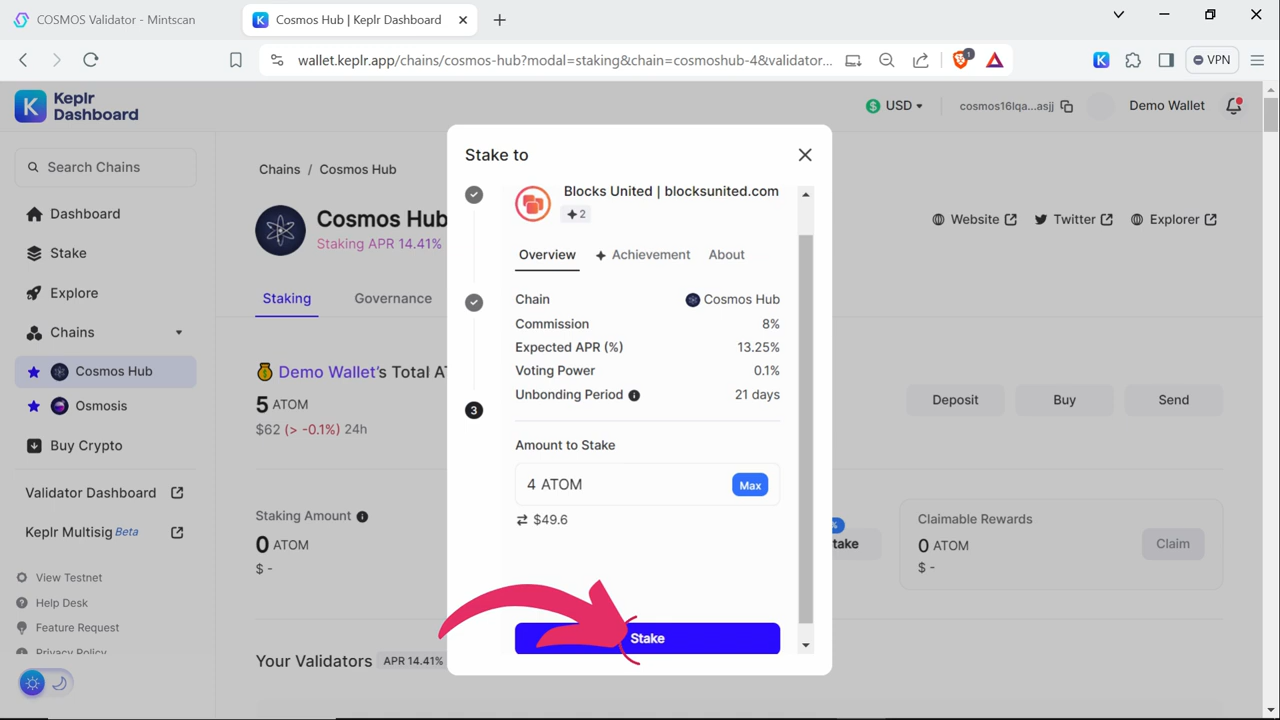 COSMOS Validator - Mintscan
Cosmos Hub | Keplr Dashboard
wallet.keplr.app/chains/cosmos-hub?modal=staking&chain=cosmoshub-4&validator...
1
K
VPN
K
Keplr
Dashboard
USD
cosmos16lqa...asjj
Demo Wallet
Search Chains
Dashboard
Stake
Explore
Chains
Cosmos Hub
Osmosis
Buy Crypto
Validator Dashboard
Keplr Multisig Beta
View Testnet
Help Desk
Feature Request
Privacy Policy
Chains / Cosmos Hub
Cosmos Hub
Staking APR 14.41%
Website
Twitter
Explorer
Staking
Governance
Demo Wallet's Total AT
5 ATOM
$62 (> -0.1%) 24h
Deposit
Buy
Send
Staking Amount
0 ATOM
$ -
%
take
Claimable Rewards
0 ATOM
$ -
Claim
Your Validators APR 14.41%
Stake to
Blocks United | blocksunited.com
2
Overview
Achievement
About
Chain Cosmos Hub
Commission 8%
Expected APR (%) 13.25%
Voting Power 0.1%
Unbonding Period 21 days
3
Amount to Stake
4 ATOM
Max
$49.6
Stake